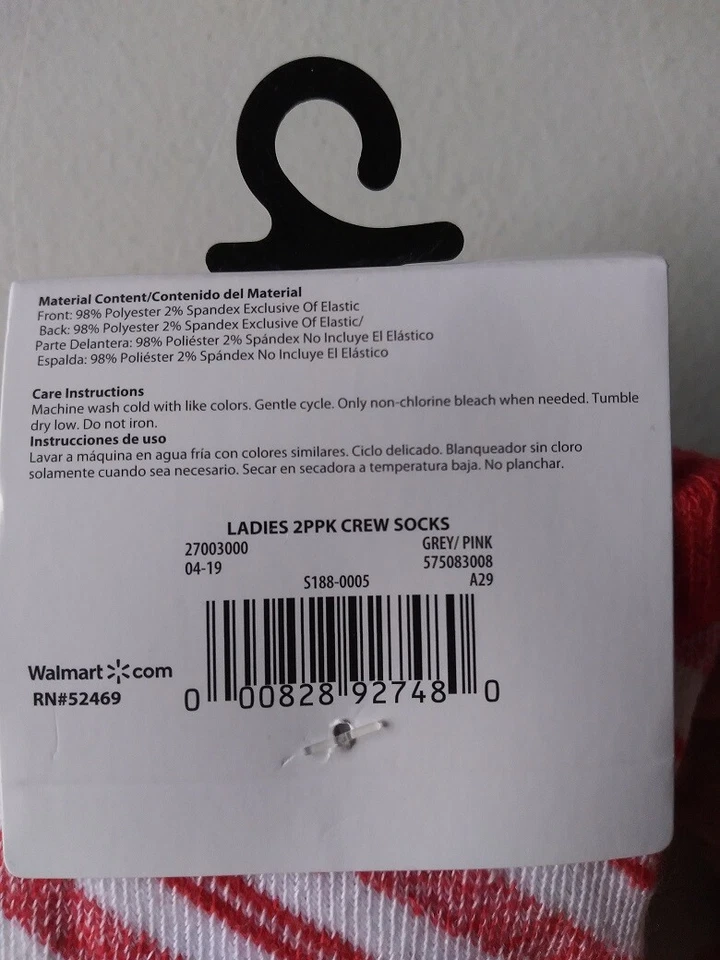 Material Content/Contenido del Material
Front: 98% Polyester 2% Spandex Exclusive Of Elastic
Back: 98% Polyester 2% Spandex Exclusive Of Elastic/
Parte Delantera: 98% Poliéster 2% Spándex No Incluye El Elástico
Espalda: 98% Poliéster 2% Spándex No Incluye El Elástico
Care Instructions
Machine wash cold with like colors. Gentle cycle. Only non-chlorine bleach when needed. Tumble
dry low. Do not iron.
Instrucciones de uso
Lavar a máquina en agua fría con colores similares. Ciclo delicado. Blanqueador sin cloro
solamente cuando sea necesario. Secar en secadora a temperatura baja. No planchar.
LADIES 2PPK CREW SOCKS
27003000 GREY/ PINK
04-19 575083008
S188-0005 A29
Walmart com
RN#52469
0 00828 92748 0